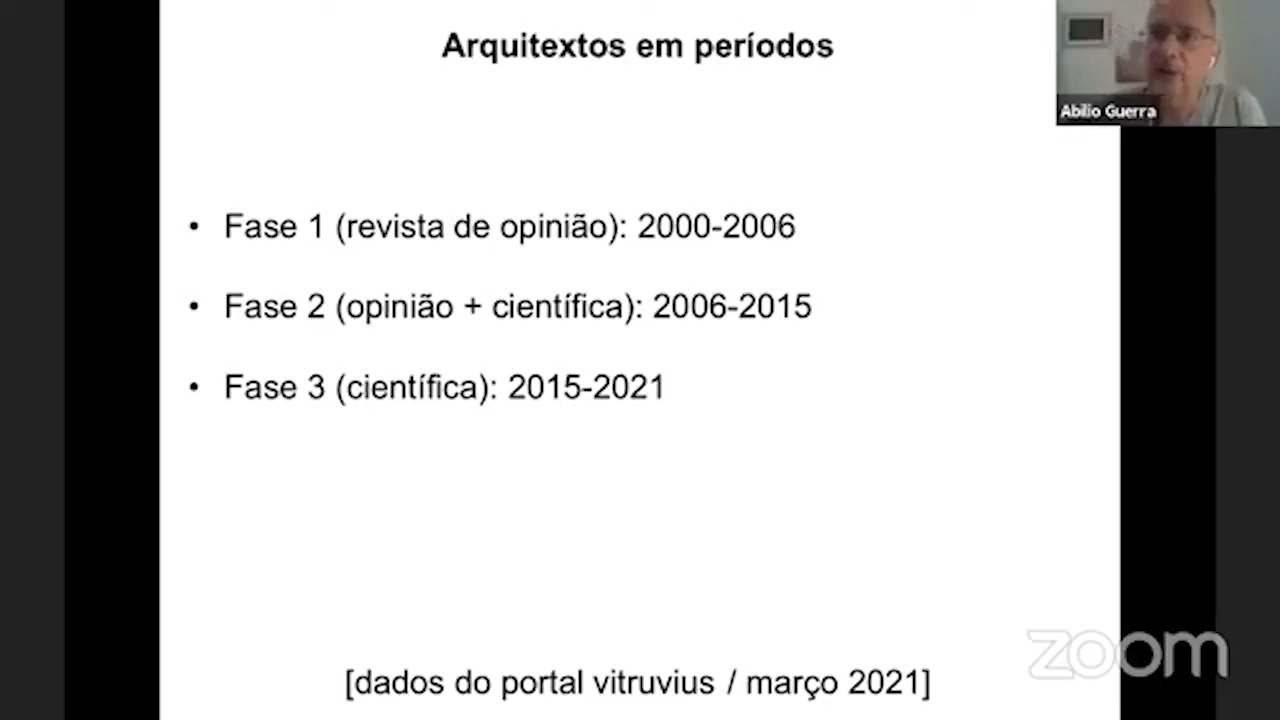 Arquitextos em períodos
Abilio Guerra
• Fase 1 (revista de opinião): 2000-2006
• Fase 2 (opinião + científica): 2006-2015
• Fase 3 (científica): 2015-2021
zoom
[dados do portal vitruvius / março 2021]